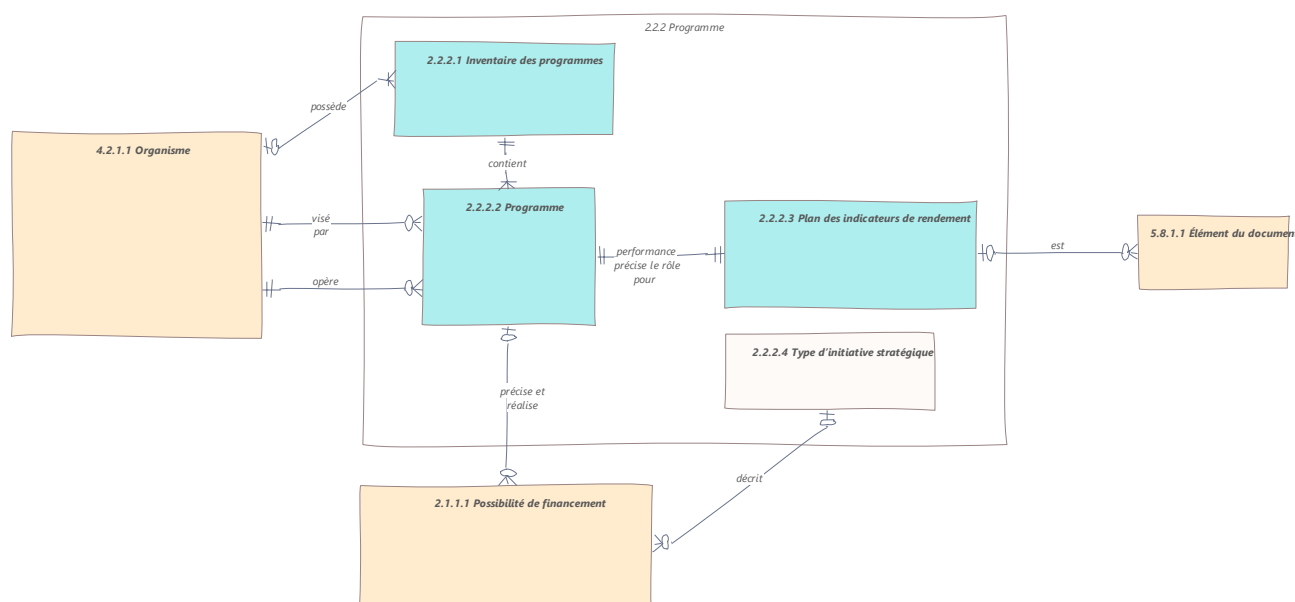 2.2.2 Programme
2.2.2.1 Inventaire des programmes
possède
4.2.1.1 Organisme
contient
2.2.2.2 Programme
visé
par
2.2.2.3 Plan des indicateurs de rendement
5.8.1.1 Élément du documen
performance
précise le rôle
pour
est
opère
2.2.2.4 Type d'initiative stratégique
précise et
réalise
décrit
2.1.1.1 Possibilité de financement